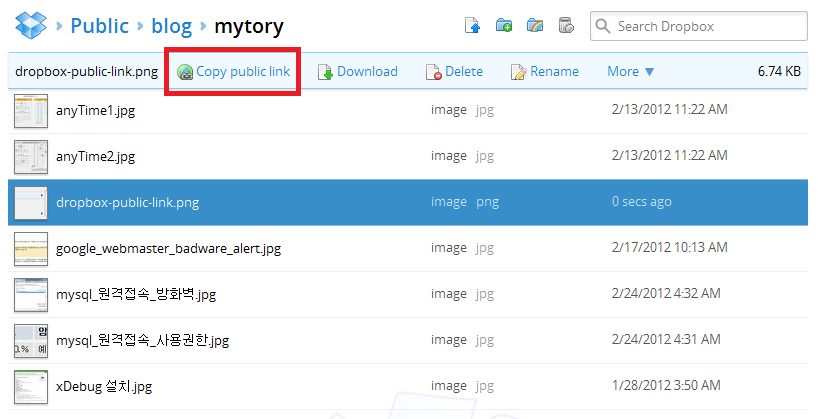 Public › blog › mytory
Search Dropbox
dropbox-public-link.png Copy public link Download Delete Rename More ▼ 6.74 KB
anyTime1.jpg image jpg 2/13/2012 11:22 AM
anyTime2.jpg image jpg 2/13/2012 11:22 AM
dropbox-public-link.png image png 0 secs ago
google_webmaster_badware_alert.jpg image jpg 2/17/2012 10:13 AM
mysql_원격접속_방화벽.jpg image jpg 2/24/2012 4:32 AM
mysql_원격접속_사용권한.jpg image jpg 2/24/2012 4:31 AM
xDebug 설치.jpg image jpg 1/28/2012 3:50 AM